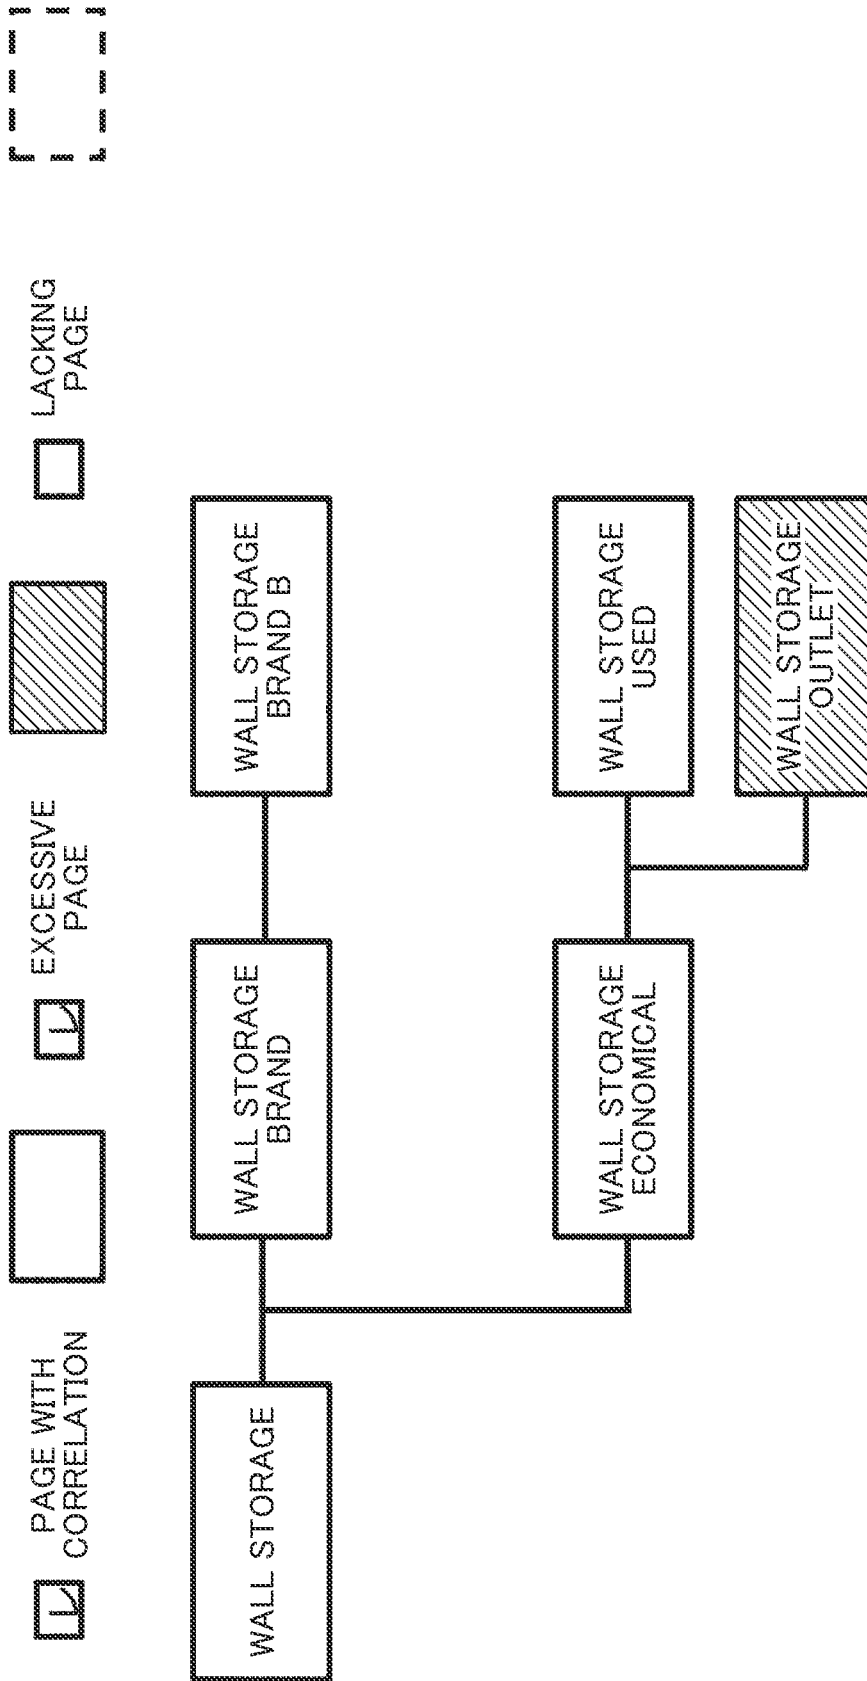 PAGE WITH
CORRELATION
EXCESSIVE
PAGE
LACKING
PAGE
WALL STORAGE
WALL STORAGE
BRAND
WALL STORAGE
BRAND B
WALL STORAGE
ECONOMICAL
WALL STORAGE
USED
WALL STORAGE
OUTLET